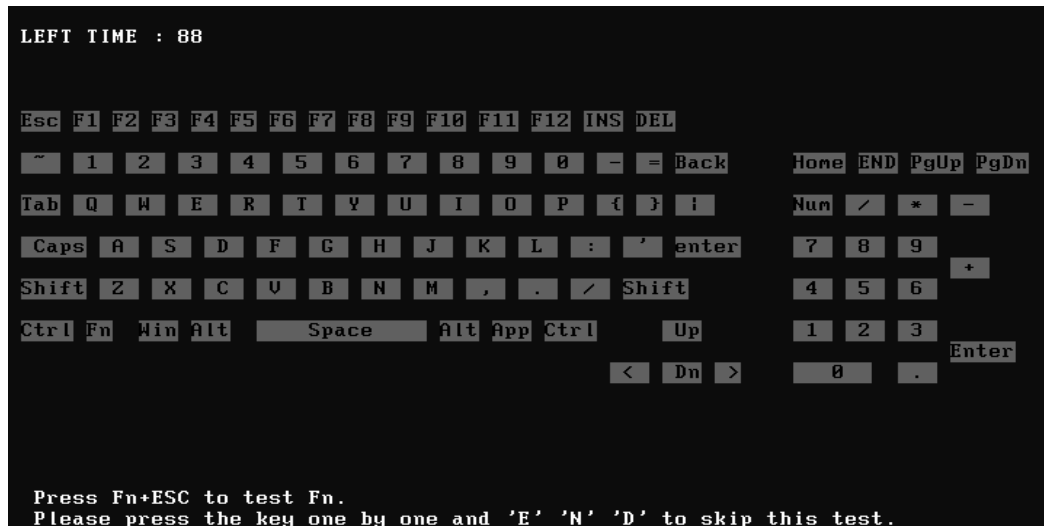 LEFT TIME : 88
Esc F1 F2 F3 F4 F5 F6 F7 F8 F9 F10 F11 F12 INS DEL
~ 1 2 3 4 5 6 7 8 9 0 - = Back Home END PgUp PgDn
Tab Q W E R T Y U I O P { } ¦ Num / * -
Caps A S D F G H J K L : ' enter 7 8 9
+
Shift Z X C V B N M , . / Shift 4 5 6
Ctrl Fn Win Alt Space Alt App Ctrl Up 1 2 3
Enter
< Dn > 0 .
Press Fn+ESC to test Fn.
Please press the key one by one and 'E' 'N' 'D' to skip this test.